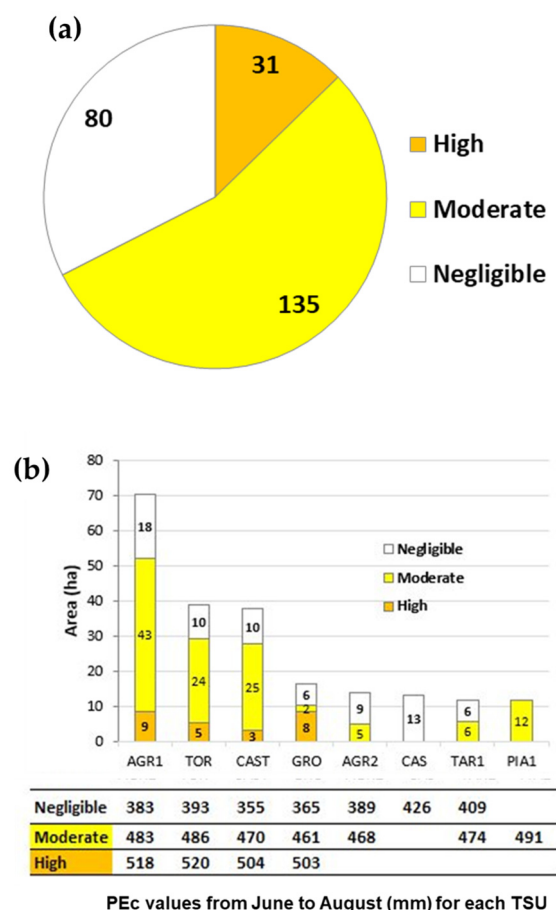 (a)
31
80
135
High
Moderate
Negligible
(b)
80
70
60
50
40
30
20
10
0
Area (ha)
Negligible
Moderate
High
18
43
9
10
24
5
10
25
3
6
2
8
9
5
13
6
6
12
AGR1 TOR CAST GRO AGR2 CAS TAR1 PIA1
Negligible 383 393 355 365 389 426 409
Moderate 483 486 470 461 468 474 491
High 518 520 504 503
PEc values from June to August (mm) for each TSU